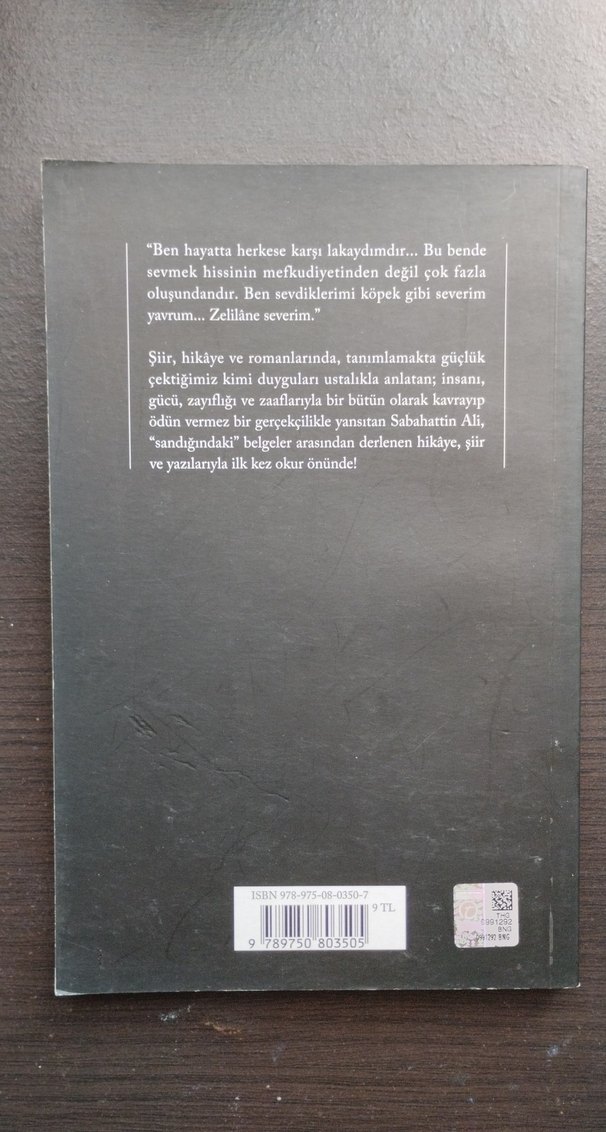 “Ben hayatta herkese karşı lakaydımdır... Bu bende
sevmek hissinin mefkudiyetinden değil çok fazla
oluşundandır. Ben sevdiklerimi köpek gibi severim
yavrum... Zelilâne severim.”
Şiir, hikâye ve romanlarında, tanımlamakta güçlük
çektiğimiz kimi duyguları ustalıkla anlatan; insanı,
gücü, zayıflığı ve zaaflarıyla bir bütün olarak kavrayıp
ödün vermez bir gerçekçilikle yansıtan Sabahattin Ali,
“sandığındaki” belgeler arasından derlenen hikâye, şiir
ve yazılarıyla ilk kez okur önünde!
ISBN 978-975-08-0350-7
9 TL
9 789750 803505
BNG
BNG